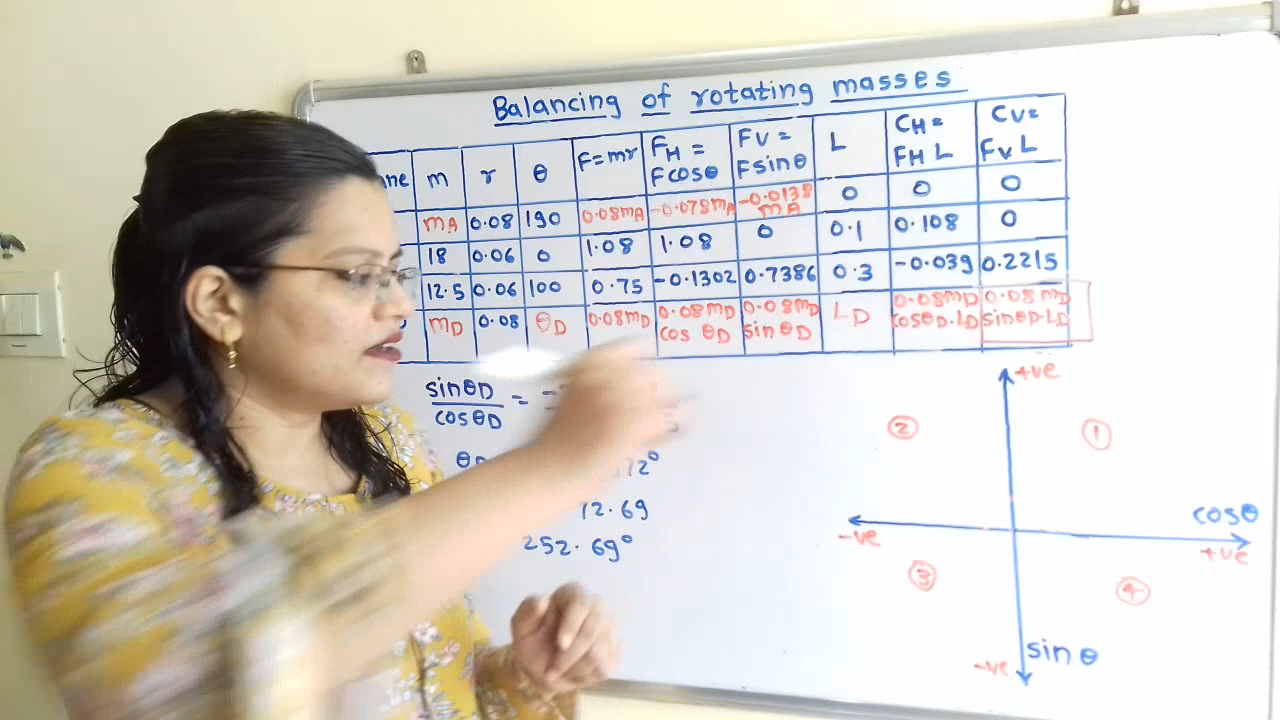 Balancing of rotating masses
m r θ F=mr FH = Fcosθ FV = Fsinθ L CH= FH L CV= FV L
mA 0.08 190 0.08mA -0.078mA -0.0138 mA 0 0 0
18 0.06 0 1.08 1.08 0 0.1 0.108 0
12.5 0.06 100 0.75 -0.1302 0.7386 0.3 -0.039 0.2215
mD 0.08 θD 0.08mD 0.08mD cos θD 0.08mD sin θD LD 0.08mD cosθD.LD 0.08 mD sinθD.LD
sinθD
cosθD
=
72°
72.69
252.69°
+ve
2
1
cosθ
-ve
+ve
3
4
-ve
sin θ